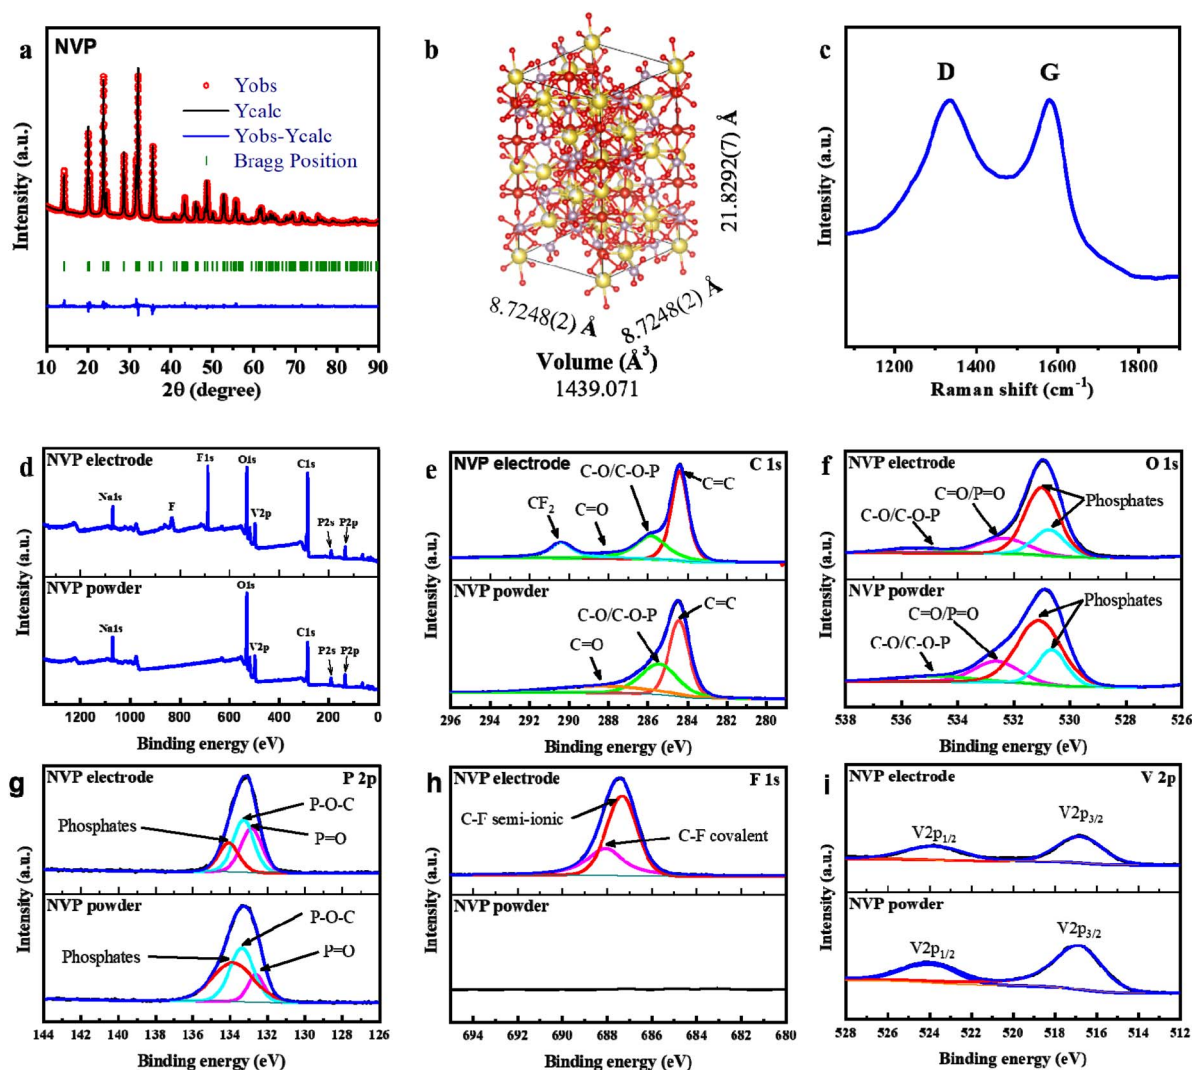 a
NVP
Yobs
Ycalc
Yobs-Ycalc
Bragg Position
Intensity (a.u.)
10 20 30 40 50 60 70 80 90
2θ (degree)
b
21.8292(7) Å
8.7248(2) Å
8.7248(2) Å
Volume (Å³)
1439.071
c
D G
Intensity (a.u.)
1200 1400 1600 1800
Raman shift (cm⁻¹)
d
NVP electrode
Na1s
F
F1s
O1s
V2p
C1s
P2s
P2p
NVP powder
Na1s
O1s
V2p
C1s
P2s
P2p
Intensity (a.u.)
1200 1000 800 600 400 200 0
Binding energy (eV)
e
NVP electrode
C 1s
CF₂
C=O
C-O/C-O-P
C=C
NVP powder
C=O
C-O/C-O-P
C=C
Intensity (a.u.)
296 294 292 290 288 286 284 282 280
Binding energy (eV)
f
NVP electrode
O 1s
C=O/P=O
C-O/C-O-P
Phosphates
NVP powder
C=O/P=O
C-O/C-O-P
Phosphates
Intensity (a.u.)
538 536 534 532 530 528 526
Binding energy (eV)
g
NVP electrode
P 2p
Phosphates
P-O-C
P=O
NVP powder
Phosphates
P-O-C
P=O
Intensity (a.u.)
144 142 140 138 136 134 132 130 128 126
Binding energy (eV)
h
NVP electrode
F 1s
C-F semi-ionic
C-F covalent
NVP powder
Intensity (a.u.)
694 692 690 688 686 684 682 680
Binding energy (eV)
i
NVP electrode
V 2p
V2p₁/₂
V2p₃/₂
NVP powder
V2p₁/₂
V2p₃/₂
Intensity (a.u.)
528 526 524 522 520 518 516 514 512
Binding energy (eV)